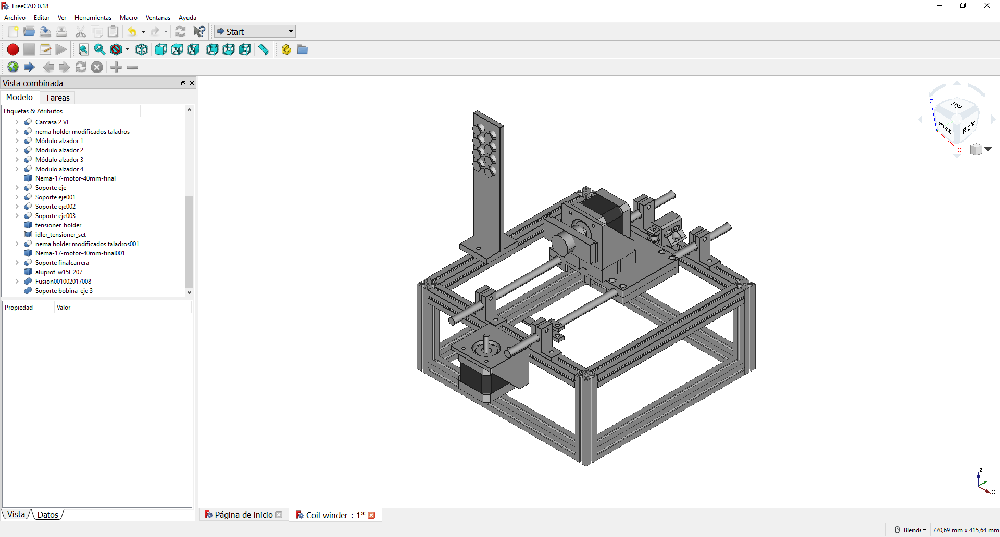 FreeCAD 0.18
Archivo Editar Ver Herramientas Macro Ventanas Ayuda
Start
Vista combinada
Modelo Tareas
Etiquetas & Atributos
Carcasa 2 VI
nema holder modificados taladros
Módulo alzador 1
Módulo alzador 2
Módulo alzador 3
Módulo alzador 4
Nema-17-motor-40mm-final
Soporte eje
Soporte eje001
Soporte eje002
Soporte eje003
tensioner_holder
idler_tensioner_set
nema holder modificados taladros001
Nema-17-motor-40mm-final001
Soporte finalcarrera
aluprof_w15l_207
Fusion001002017008
Soporte bobina-eje 3
Propiedad Valor
Vista Datos
Z
Top
Front Right
X
Z
Y
X
Página de inicio
Coil winder : 1*
Blende
770,69 mm x 415,64 mm